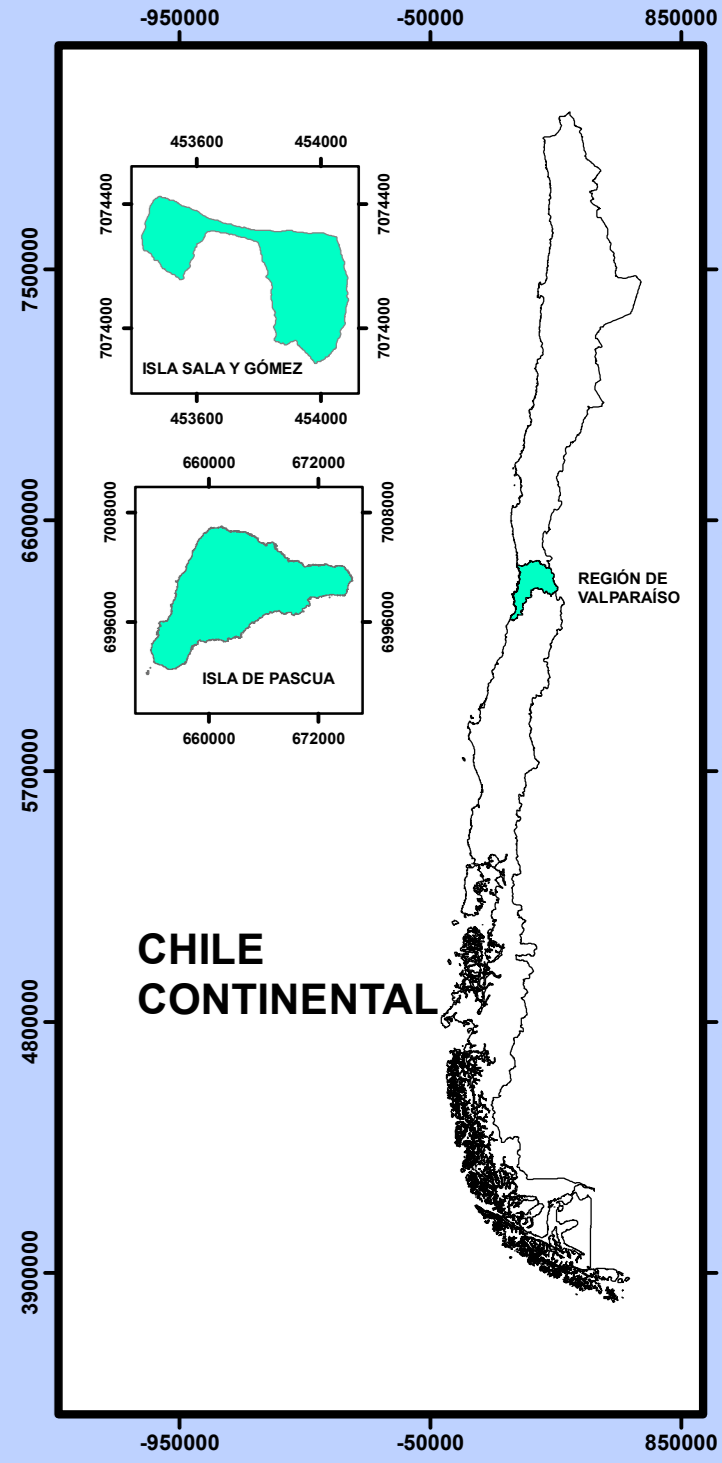 -950000 -50000 850000
453600 454000
7074400 7074400
7500000
7074000 7074000
ISLA SALA Y GÓMEZ
453600 454000
660000 672000
7008000 7008000
6600000
REGIÓN DE
VALPARAÍSO
6996000 6996000
ISLA DE PASCUA
660000 672000
5700000
CHILE
CONTINENTAL
4800000
3900000
-950000 -50000 850000